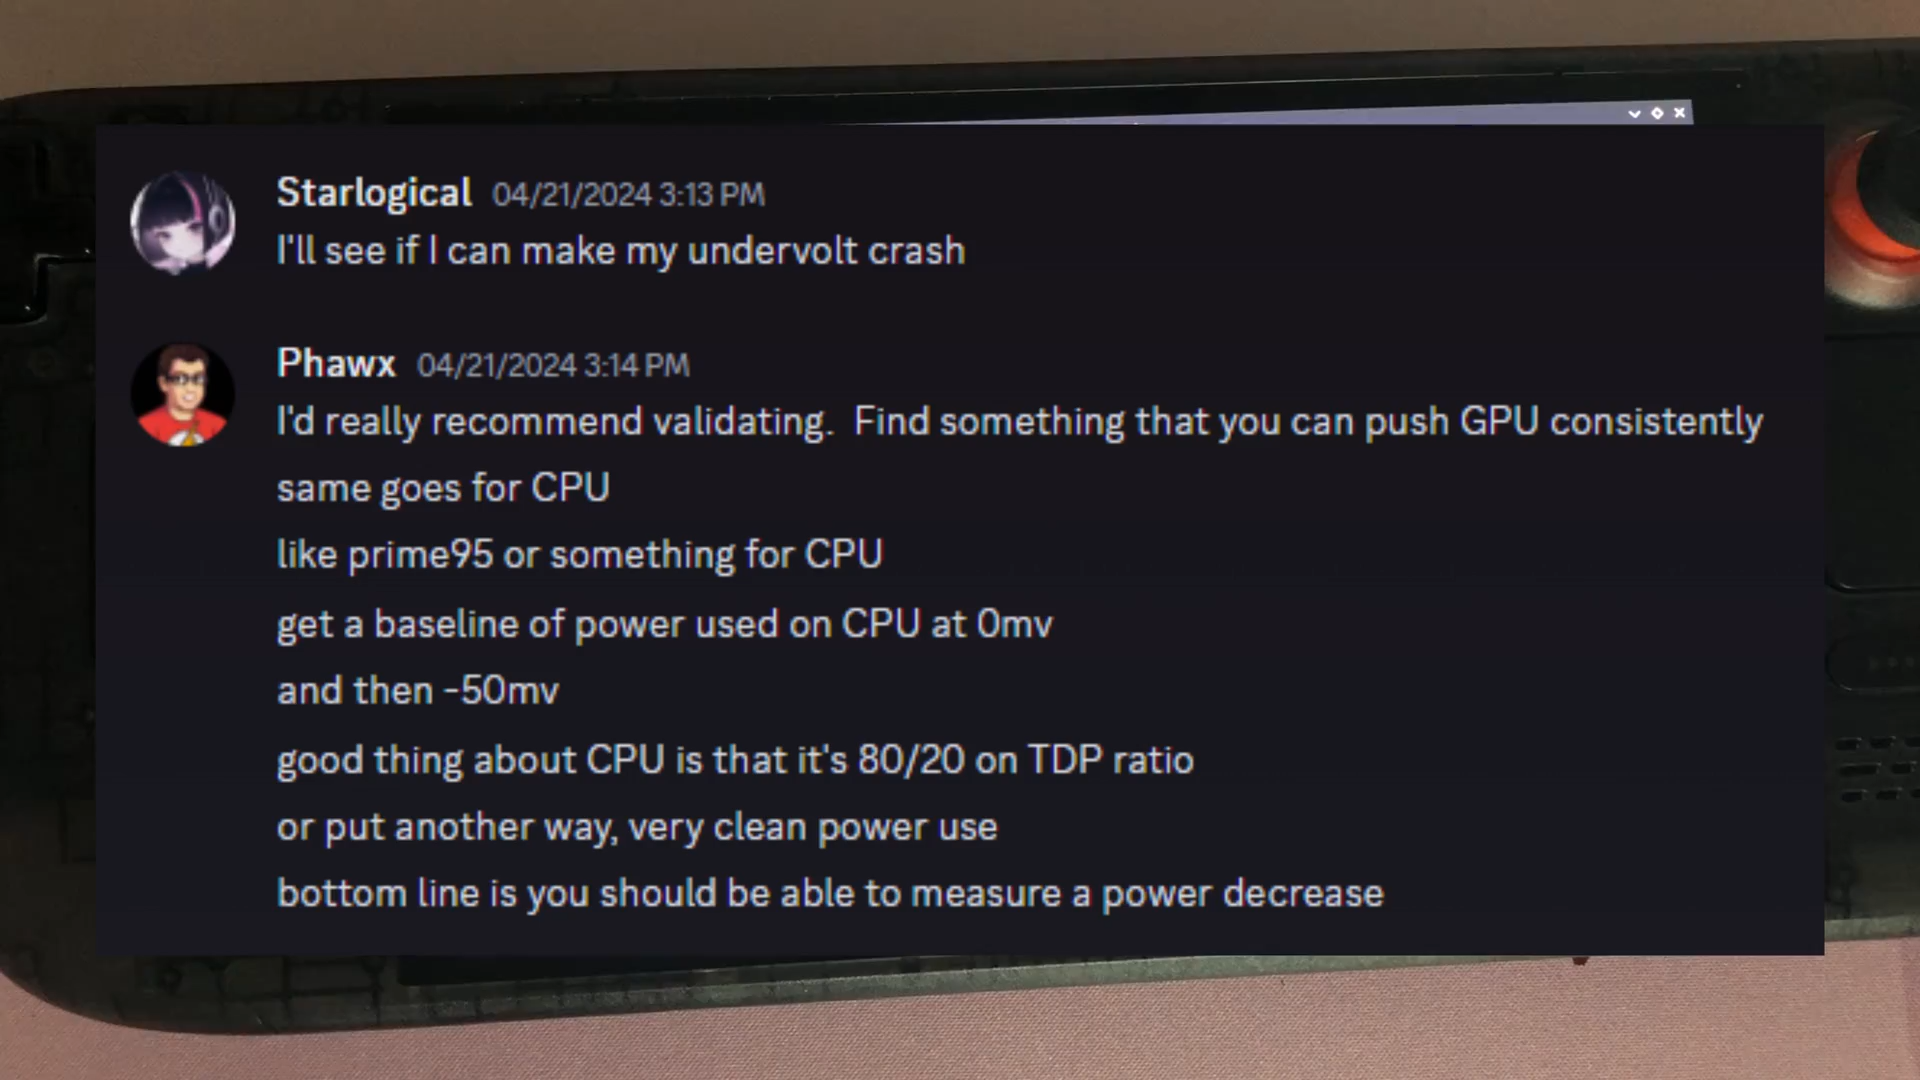 Starlogical 04/21/2024 3:13 PM
I'll see if I can make my undervolt crash
Phawx 04/21/2024 3:14 PM
I'd really recommend validating.  Find something that you can push GPU consistently
same goes for CPU
like prime95 or something for CPU
get a baseline of power used on CPU at 0mv
and then -50mv
good thing about CPU is that it's 80/20 on TDP ratio
or put another way, very clean power use
bottom line is you should be able to measure a power decrease